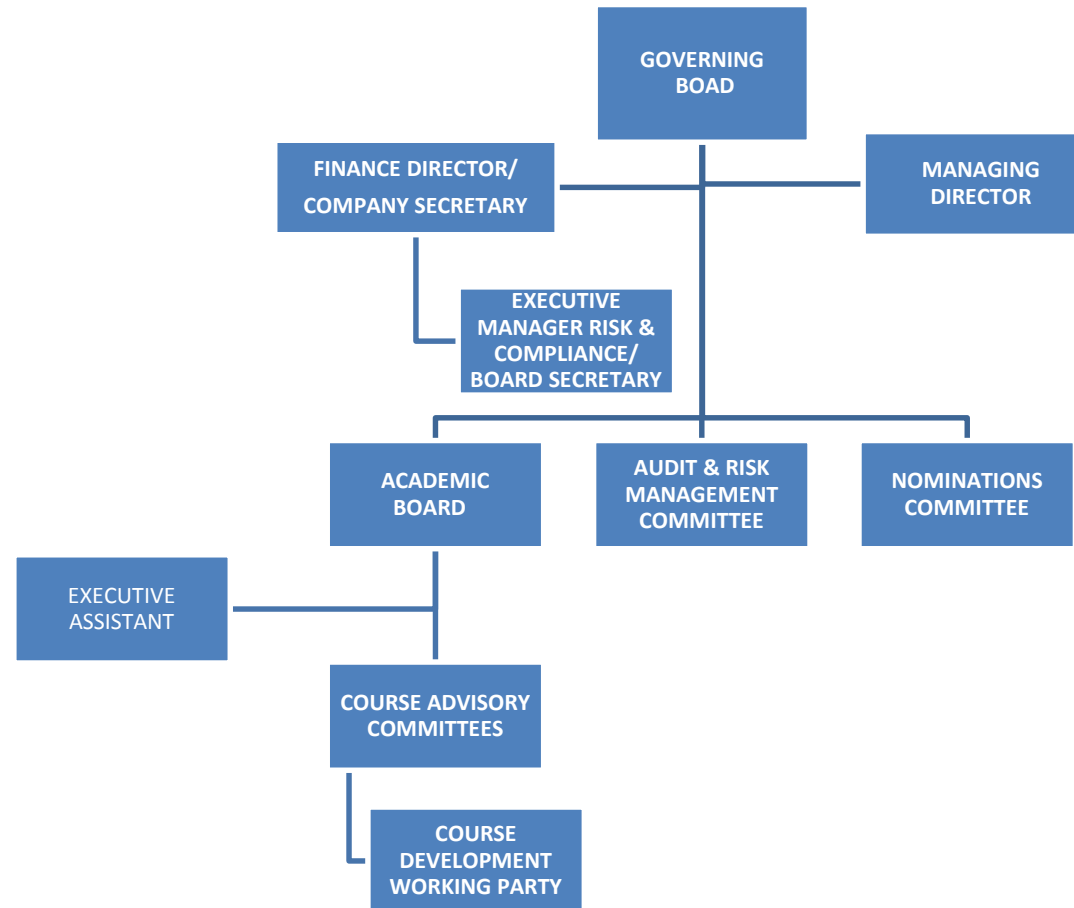 GOVERNING
BOAD
FINANCE DIRECTOR/
COMPANY SECRETARY
MANAGING
DIRECTOR
EXECUTIVE
MANAGER RISK &
COMPLIANCE/
BOARD SECRETARY
ACADEMIC
BOARD
AUDIT & RISK
MANAGEMENT
COMMITTEE
NOMINATIONS
COMMITTEE
EXECUTIVE
ASSISTANT
COURSE ADVISORY
COMMITTEES
COURSE
DEVELOPMENT
WORKING PARTY